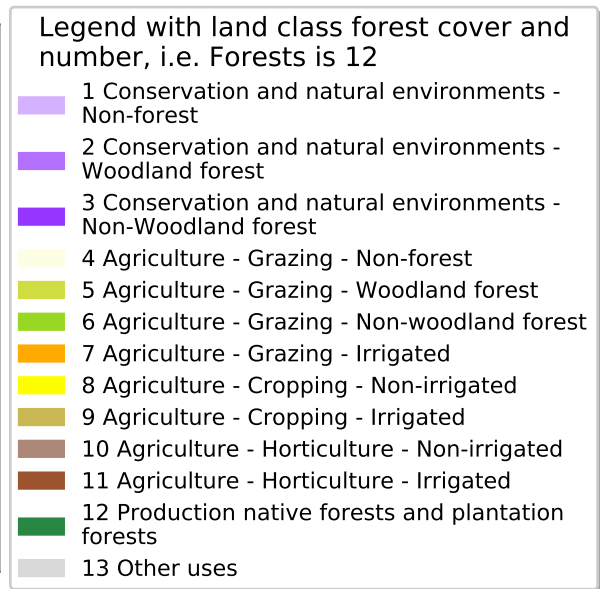 Legend with land class forest cover and
number, i.e. Forests is 12
1 Conservation and natural environments -
Non-forest
2 Conservation and natural environments -
Woodland forest
3 Conservation and natural environments -
Non-Woodland forest
4 Agriculture - Grazing - Non-forest
5 Agriculture - Grazing - Woodland forest
6 Agriculture - Grazing - Non-woodland forest
7 Agriculture - Grazing - Irrigated
8 Agriculture - Cropping - Non-irrigated
9 Agriculture - Cropping - Irrigated
10 Agriculture - Horticulture - Non-irrigated
11 Agriculture - Horticulture - Irrigated
12 Production native forests and plantation
forests
13 Other uses